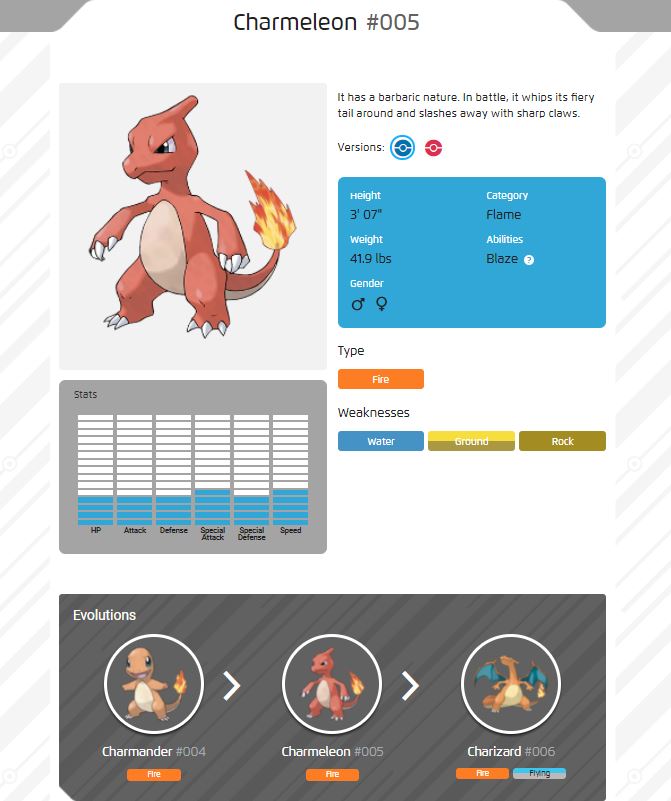 Charmeleon #005
It has a barbaric nature. In battle, it whips its fiery
tail around and slashes away with sharp claws.
Versions:
Height
3' 07"
Category
Flame
Weight
41.9 lbs
Abilities
Blaze ?
Gender
♂ ♀
Type
Fire
Weaknesses
Water Ground Rock
Stats
HP Attack Defense Special Attack Special Defense Speed
Evolutions
Charmander #004 Charmeleon #005 Charizard #006
Fire Fire Fire Flying